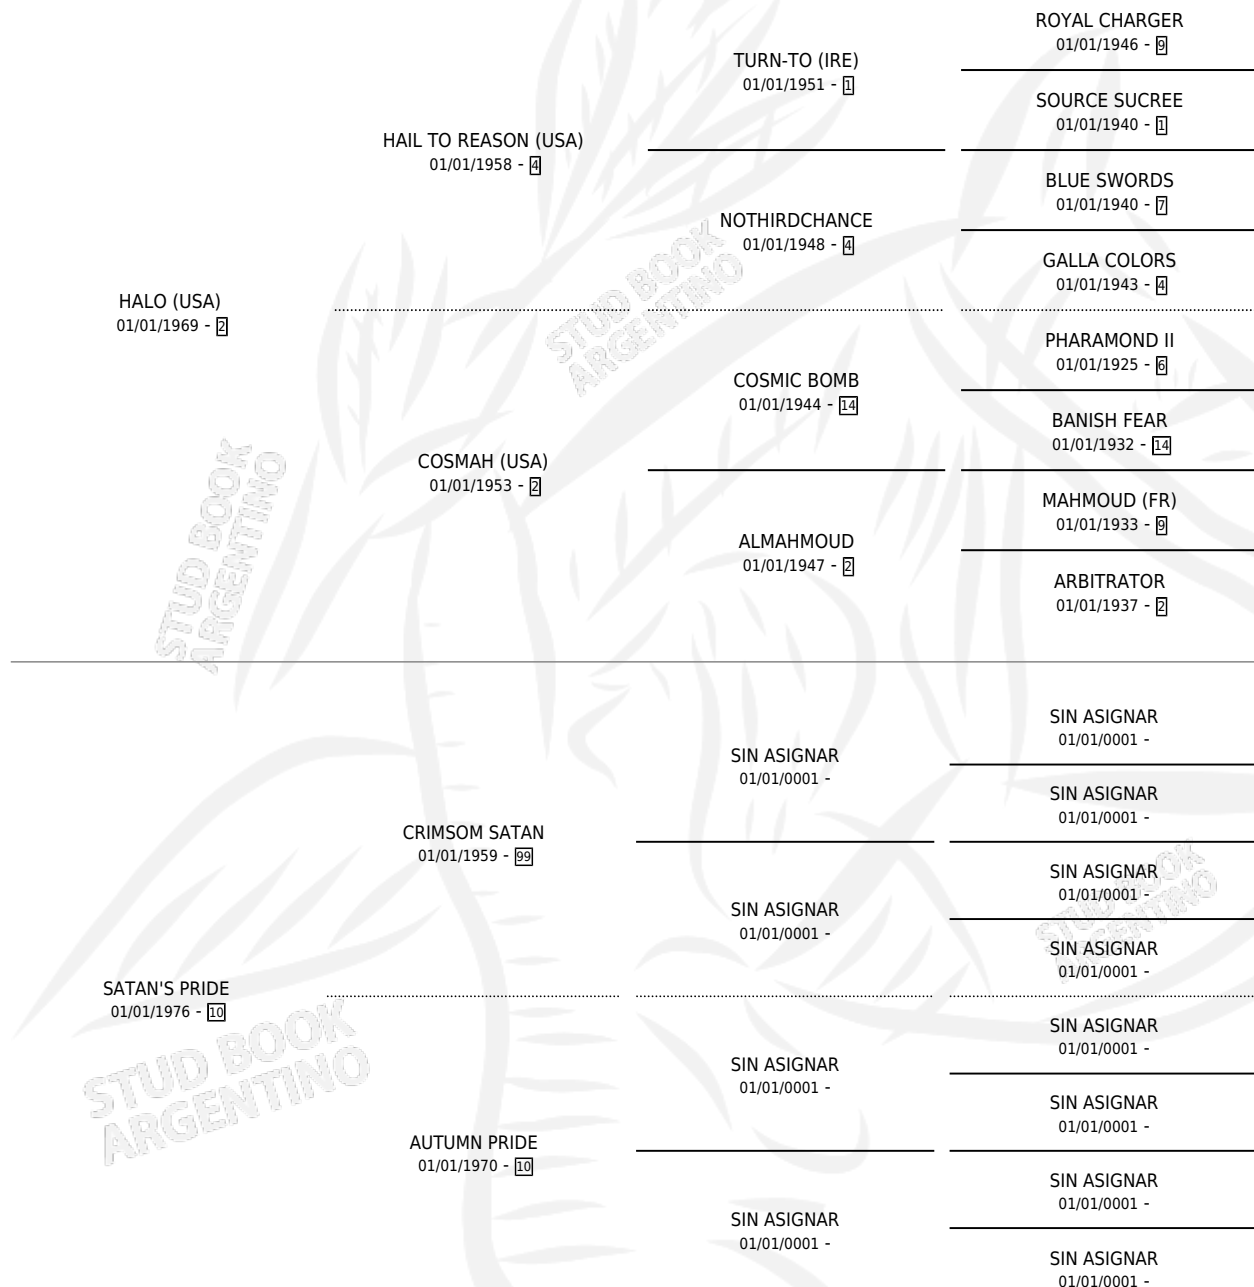 ROYAL CHARGER
01/01/1946 - 9
TURN-TO (IRE)
01/01/1951 - 1
SOURCE SUCREE
01/01/1940 - 1
HAIL TO REASON (USA)
01/01/1958 - 4
BLUE SWORDS
01/01/1940 - 7
NOTHIRDCHANCE
01/01/1948 - 4
GALLA COLORS
01/01/1943 - 4
HALO (USA)
01/01/1969 - 2
PHARAMOND II
01/01/1925 - 6
COSMIC BOMB
01/01/1944 - 14
BANISH FEAR
01/01/1932 - 14
COSMAH (USA)
01/01/1953 - 2
MAHMOUD (FR)
01/01/1933 - 9
ALMAHMOUD
01/01/1947 - 2
ARBITRATOR
01/01/1937 - 2
SIN ASIGNAR
01/01/0001 -
SIN ASIGNAR
01/01/0001 -
SIN ASIGNAR
01/01/0001 -
CRIMSOM SATAN
01/01/1959 - 99
SIN ASIGNAR
01/01/0001 -
SIN ASIGNAR
01/01/0001 -
SIN ASIGNAR
01/01/0001 -
SATAN'S PRIDE
01/01/1976 - 10
SIN ASIGNAR
01/01/0001 -
SIN ASIGNAR
01/01/0001 -
SIN ASIGNAR
01/01/0001 -
AUTUMN PRIDE
01/01/1970 - 10
SIN ASIGNAR
01/01/0001 -
SIN ASIGNAR
01/01/0001 -
SIN ASIGNAR
01/01/0001 -
STUD BOOK
ARGENTINO
STUD BOOK
ARGENTINO
STUD BOOK
ARGENTINO
STUD BOOK
ARGENTINO